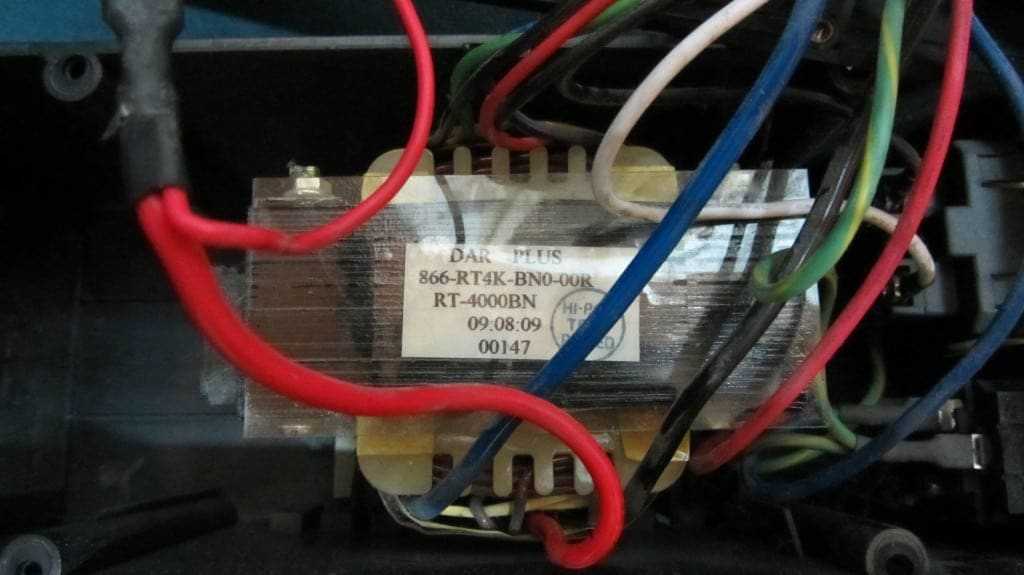 DAR PLUS
866-RT4K-BN0-00R
RT-4000BN
09:08:09
00147